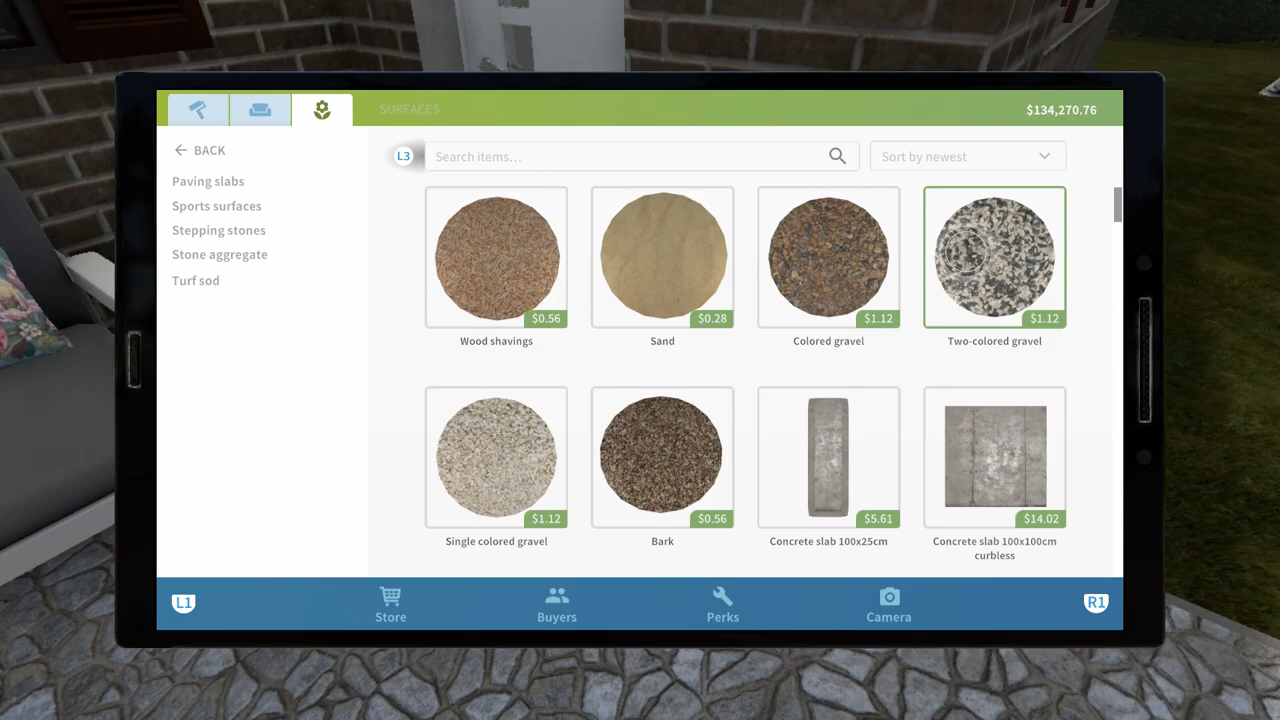 SURFACES
$134,270.76
BACK
L3
Search items...
Sort by newest
Paving slabs
Sports surfaces
Stepping stones
Stone aggregate
Turf sod
$0.56
$0.28
$1.12
$1.12
Wood shavings
Sand
Colored gravel
Two-colored gravel
$1.12
$0.56
$5.61
$14.02
Single colored gravel
Bark
Concrete slab 100x25cm
Concrete slab 100x100cm
curbless
L1
Store
Buyers
Perks
Camera
R1